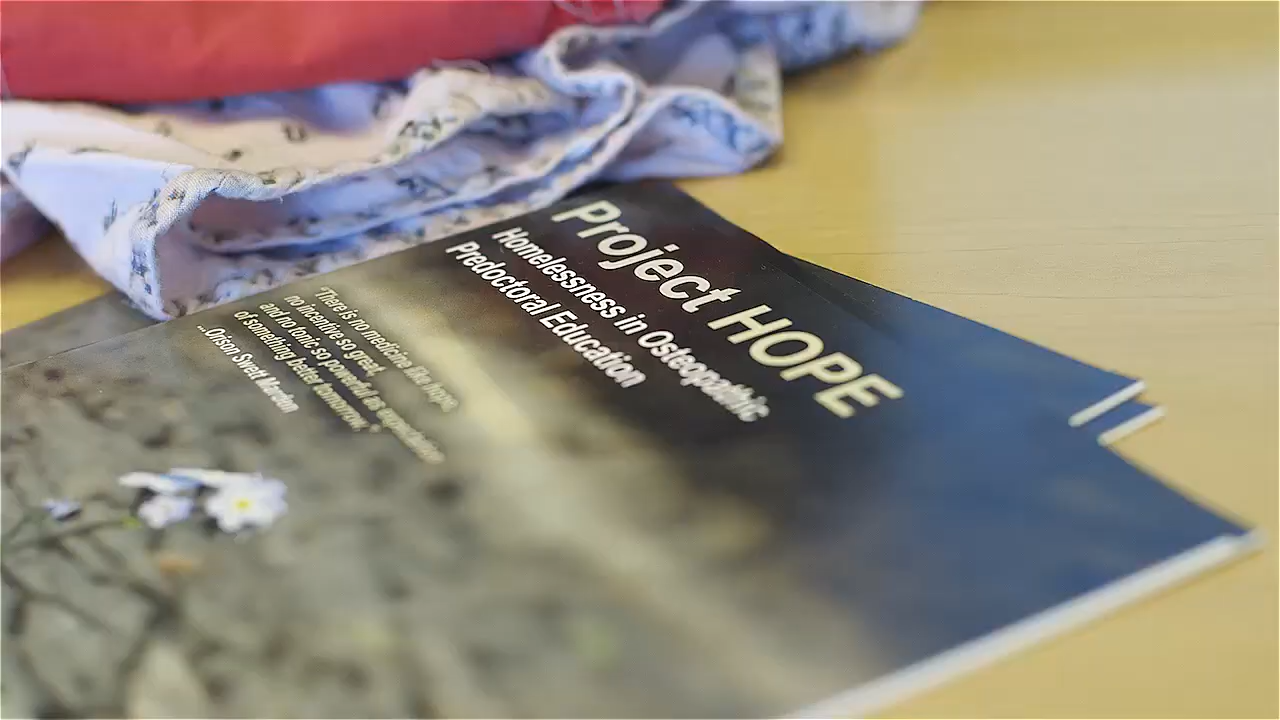 Project HOPE
Homelessness in Osteopathic
Predoctoral Education
"There is no medicine like hope,
no incentive so great,
and no tonic so powerful as expectation
of something better tomorrow."
...Orison Swett Marden